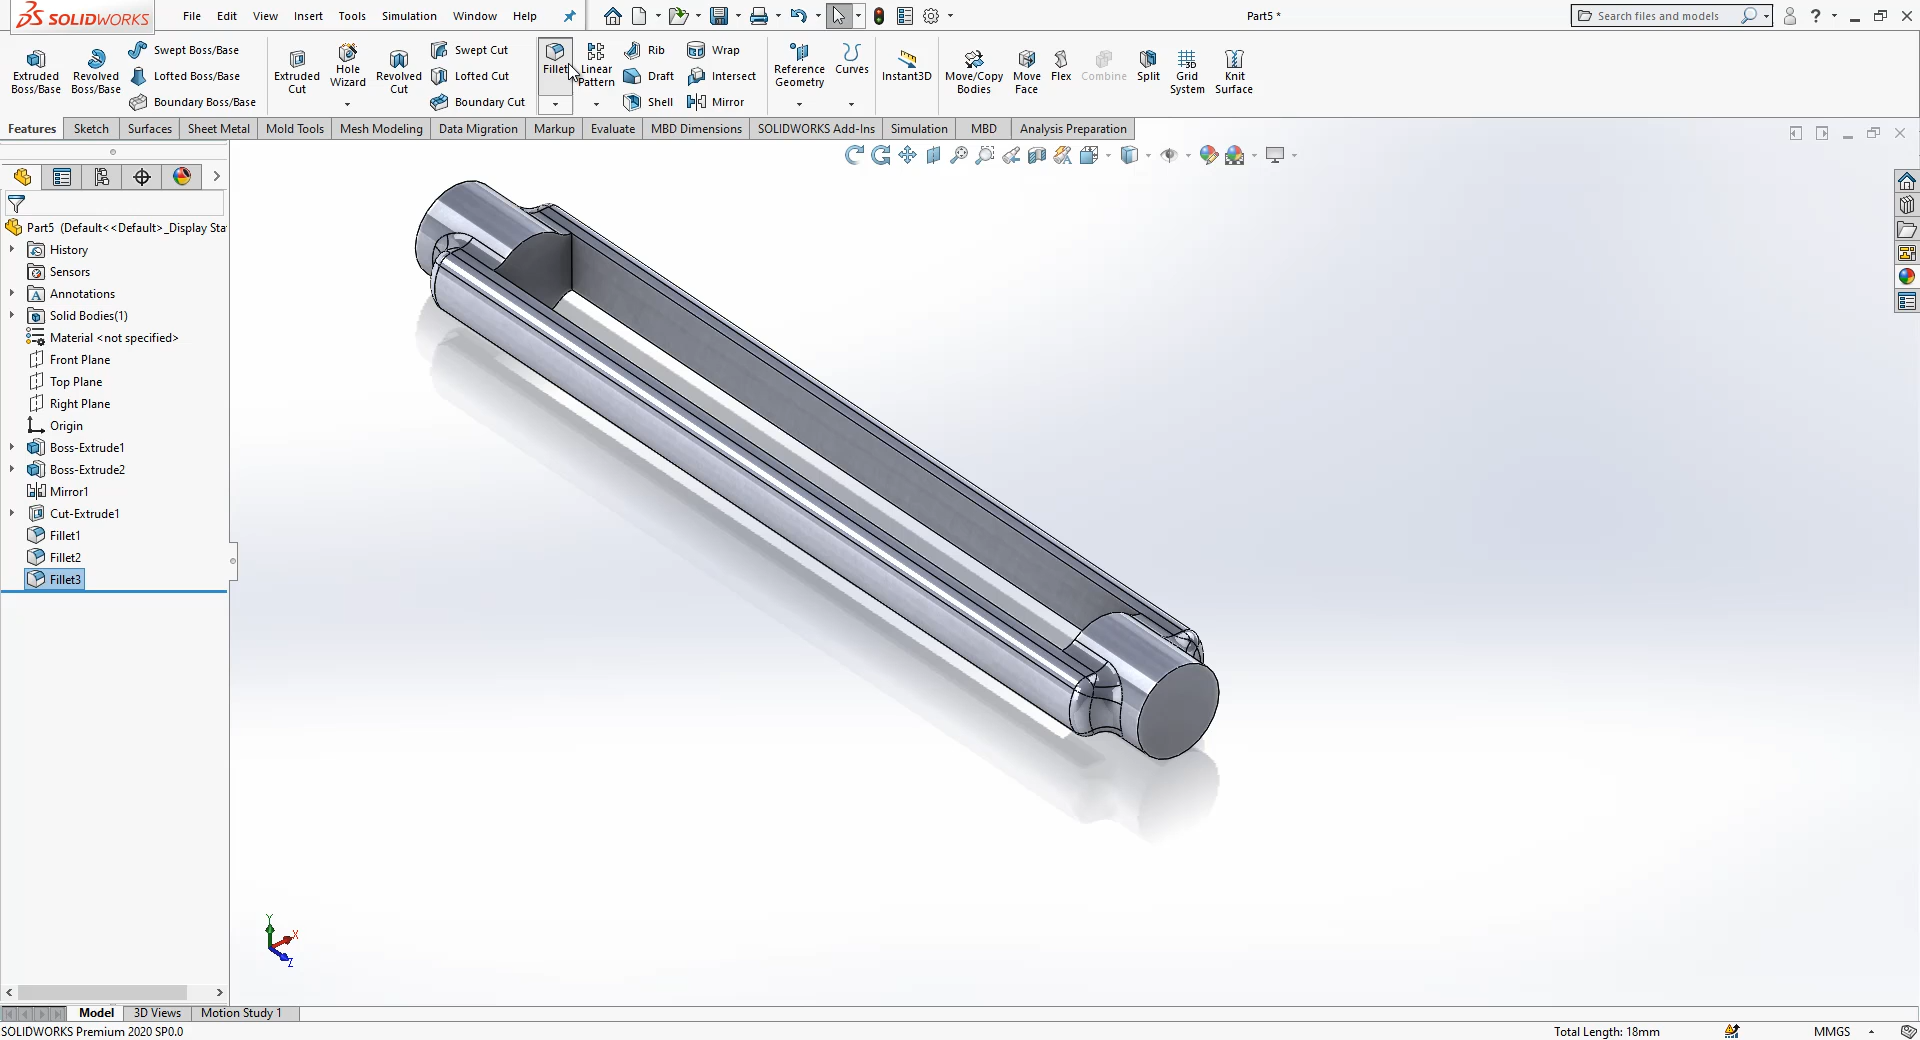 SOLIDWORKS File Edit View Insert Tools Simulation Window Help Part5 * Search files and models ?
Extruded Boss/Base
Revolved Boss/Base
Swept Boss/Base
Lofted Boss/Base
Boundary Boss/Base
Extruded Cut
Hole Wizard
Revolved Cut
Swept Cut
Lofted Cut
Boundary Cut
Fillet
Linear Pattern
Rib
Draft
Shell
Wrap
Intersect
Mirror
Reference Geometry
Curves
Instant3D
Move/Copy Bodies
Move Face
Flex
Combine
Split
3D
Grid System
Knit Surface
Features Sketch Surfaces Sheet Metal Mold Tools Mesh Modeling Data Migration Markup Evaluate MBD Dimensions SOLIDWORKS Add-Ins Simulation MBD Analysis Preparation
Part5 (Default<<Default>_Display Sta
History
Sensors
A Annotations
Solid Bodies(1)
Material <not specified>
Front Plane
Top Plane
Right Plane
Origin
Boss-Extrude1
Boss-Extrude2
Mirror1
Cut-Extrude1
Fillet1
Fillet2
Fillet3
Y
X
Z
Model 3D Views Motion Study 1
SOLIDWORKS Premium 2020 SP0.0 Total Length: 18mm MMGS